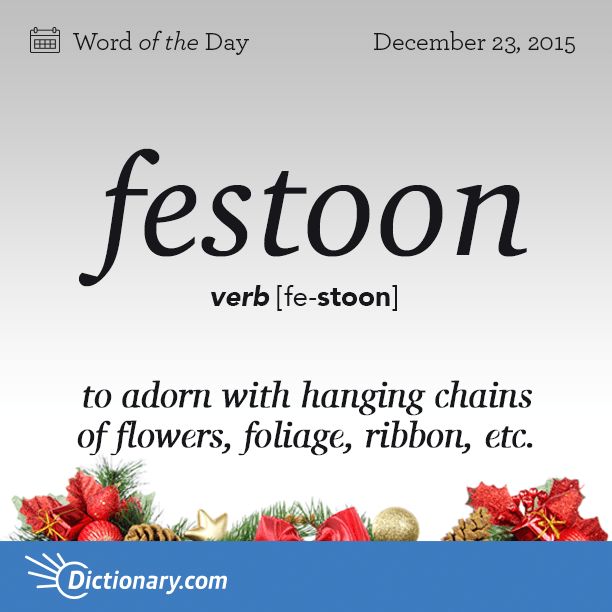 Word of the Day
December 23, 2015
festoon
verb [fe-stoon]
to adorn with hanging chains
of flowers, foliage, ribbon, etc.
Dictionary.com